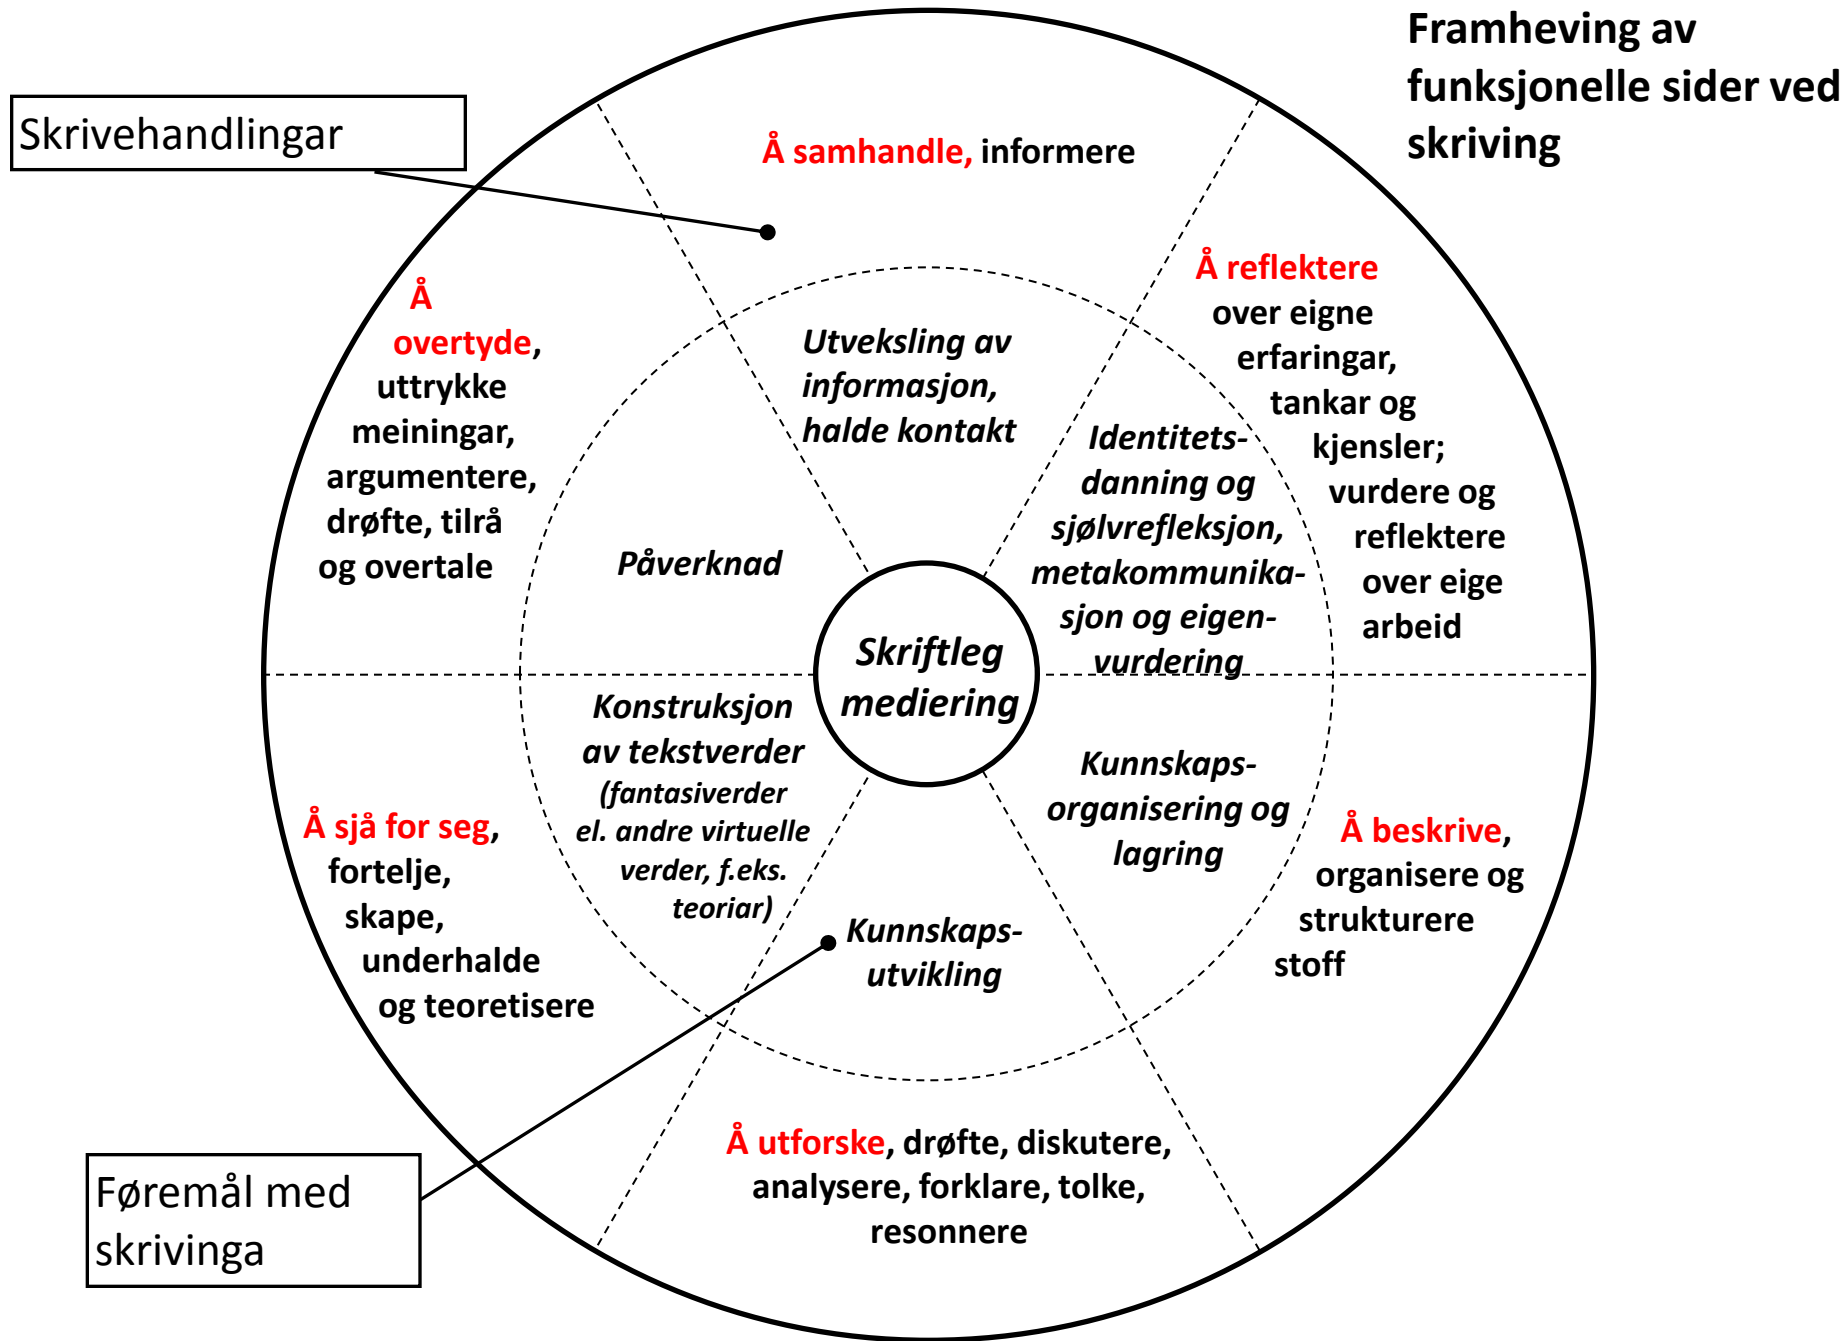 Framheving av
funksjonelle sider ved
skriving
Skrivehandlingar
Å samhandle, informere
Å reflektere
over eigne
erfaringar,
tankar og
kjensler;
vurdere og
reflektere
over eige
arbeid
Å
overtyde,
uttrykke
meiningar,
argumentere,
drøfte, tilrå
og overtale
Utveksling av
informasjon,
halde kontakt
Identitets-
danning og
sjølvrefleksjon,
metakommunika-
sjon og eigen-
vurdering
Påverknad
Skriftleg
mediering
Konstruksjon
av tekstverder
(fantasiverder
el. andre virtuelle
verder, f.eks.
teoriar)
Kunnskaps-
organisering og
lagring
Å sjå for seg,
fortelje,
skape,
underhalde
og teoretisere
Å beskrive,
organisere og
strukturere
stoff
Kunnskaps-
utvikling
Å utforske, drøfte, diskutere,
analysere, forklare, tolke,
resonnere
Føremål med
skrivinga